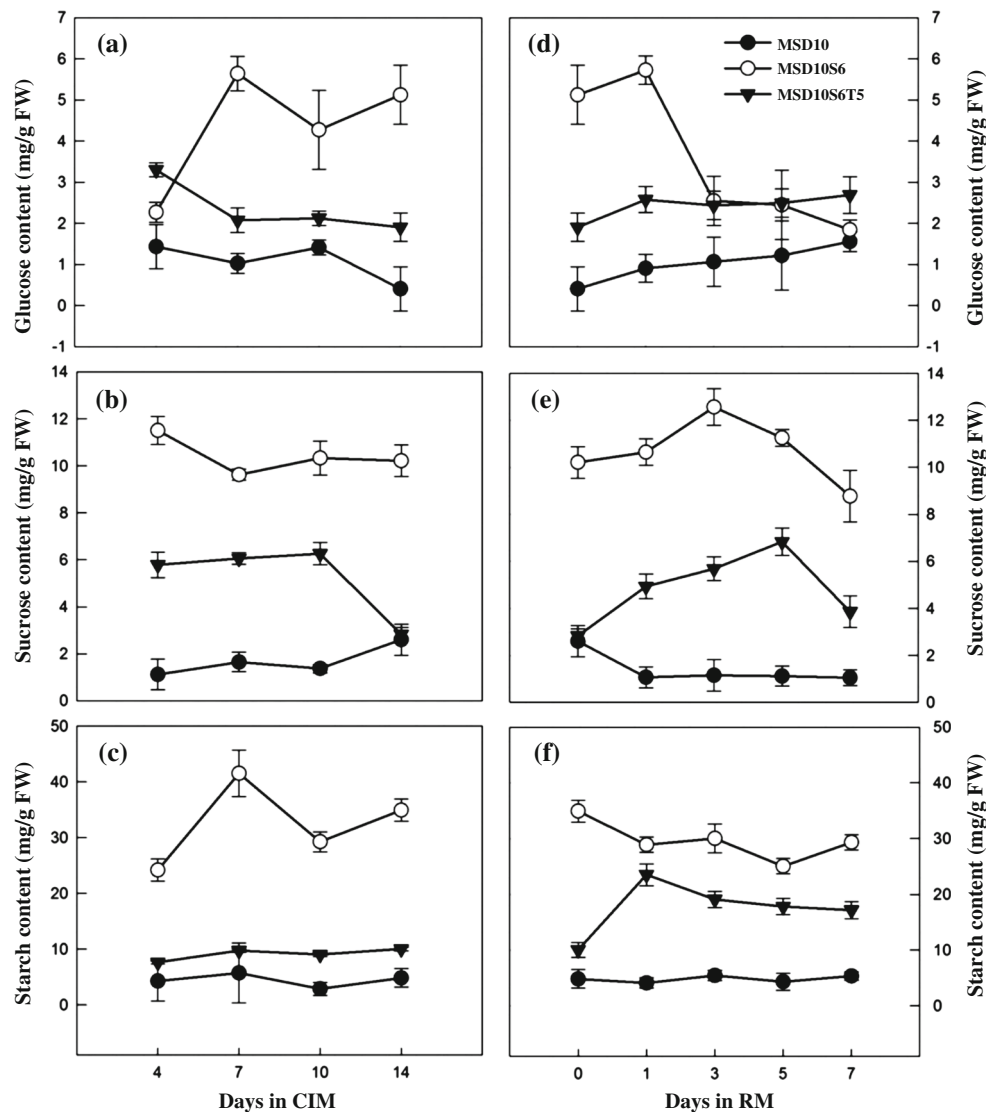 (a)
Glucose content (mg/g FW)
7
6
5
4
3
2
1
0
-1
(d)
MSD10
MSD10S6
MSD10S6T5
7
6
5
4
3
2
1
0
-1
Glucose content (mg/g FW)
(b)
Sucrose content (mg/g FW)
14
12
10
8
6
4
2
0
(e)
14
12
10
8
6
4
2
0
Sucrose content (mg/g FW)
(c)
Starch content (mg/g FW)
50
40
30
20
10
0
4 7 10 14
Days in CIM
(f)
50
40
30
20
10
0
Starch content (mg/g FW)
0 1 3 5 7
Days in RM